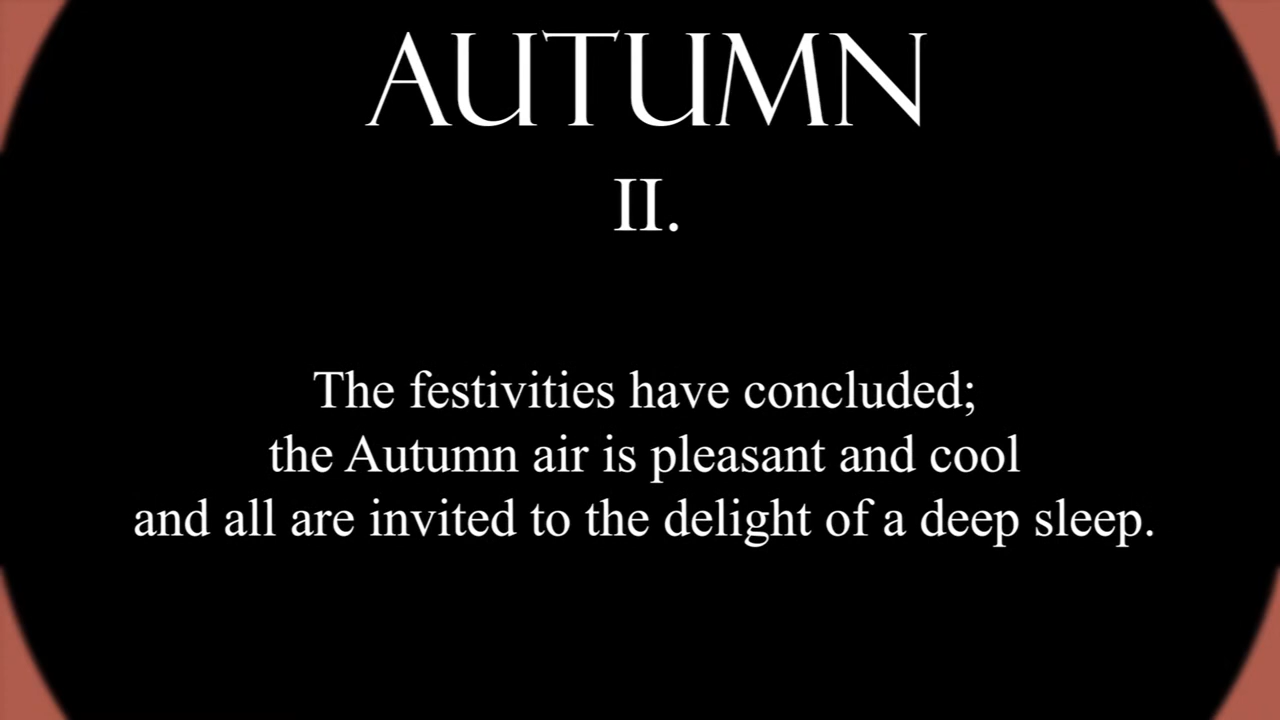 AUTUMN
II.
The festivities have concluded;
the Autumn air is pleasant and cool
and all are invited to the delight of a deep sleep.